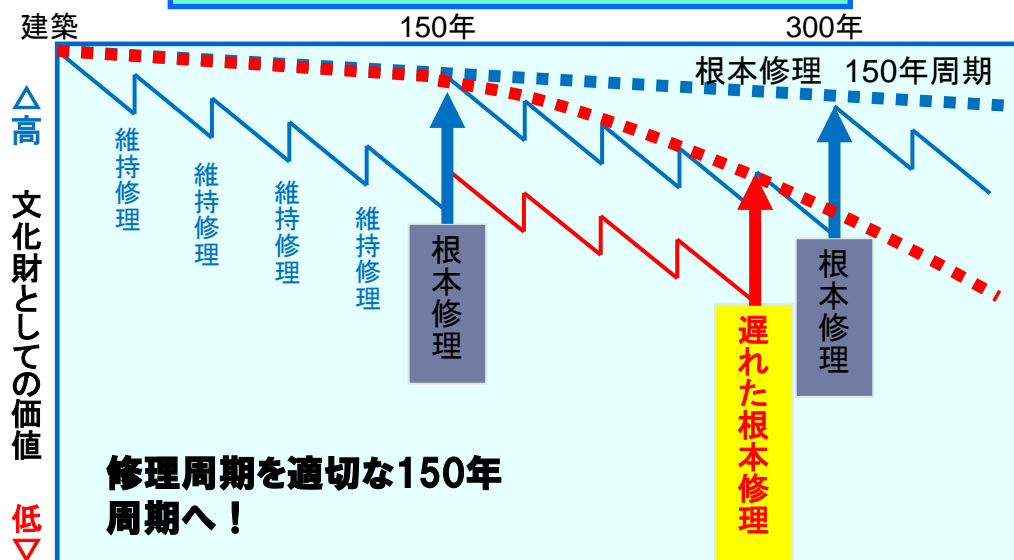 建築
150年
300年
根本修理 150年周期
△高
文化財としての価値
低▽
維持修理
維持修理
維持修理
維持修理
根本修理
遅れた根本修理
根本修理
修理周期を適切な150年
周期へ！